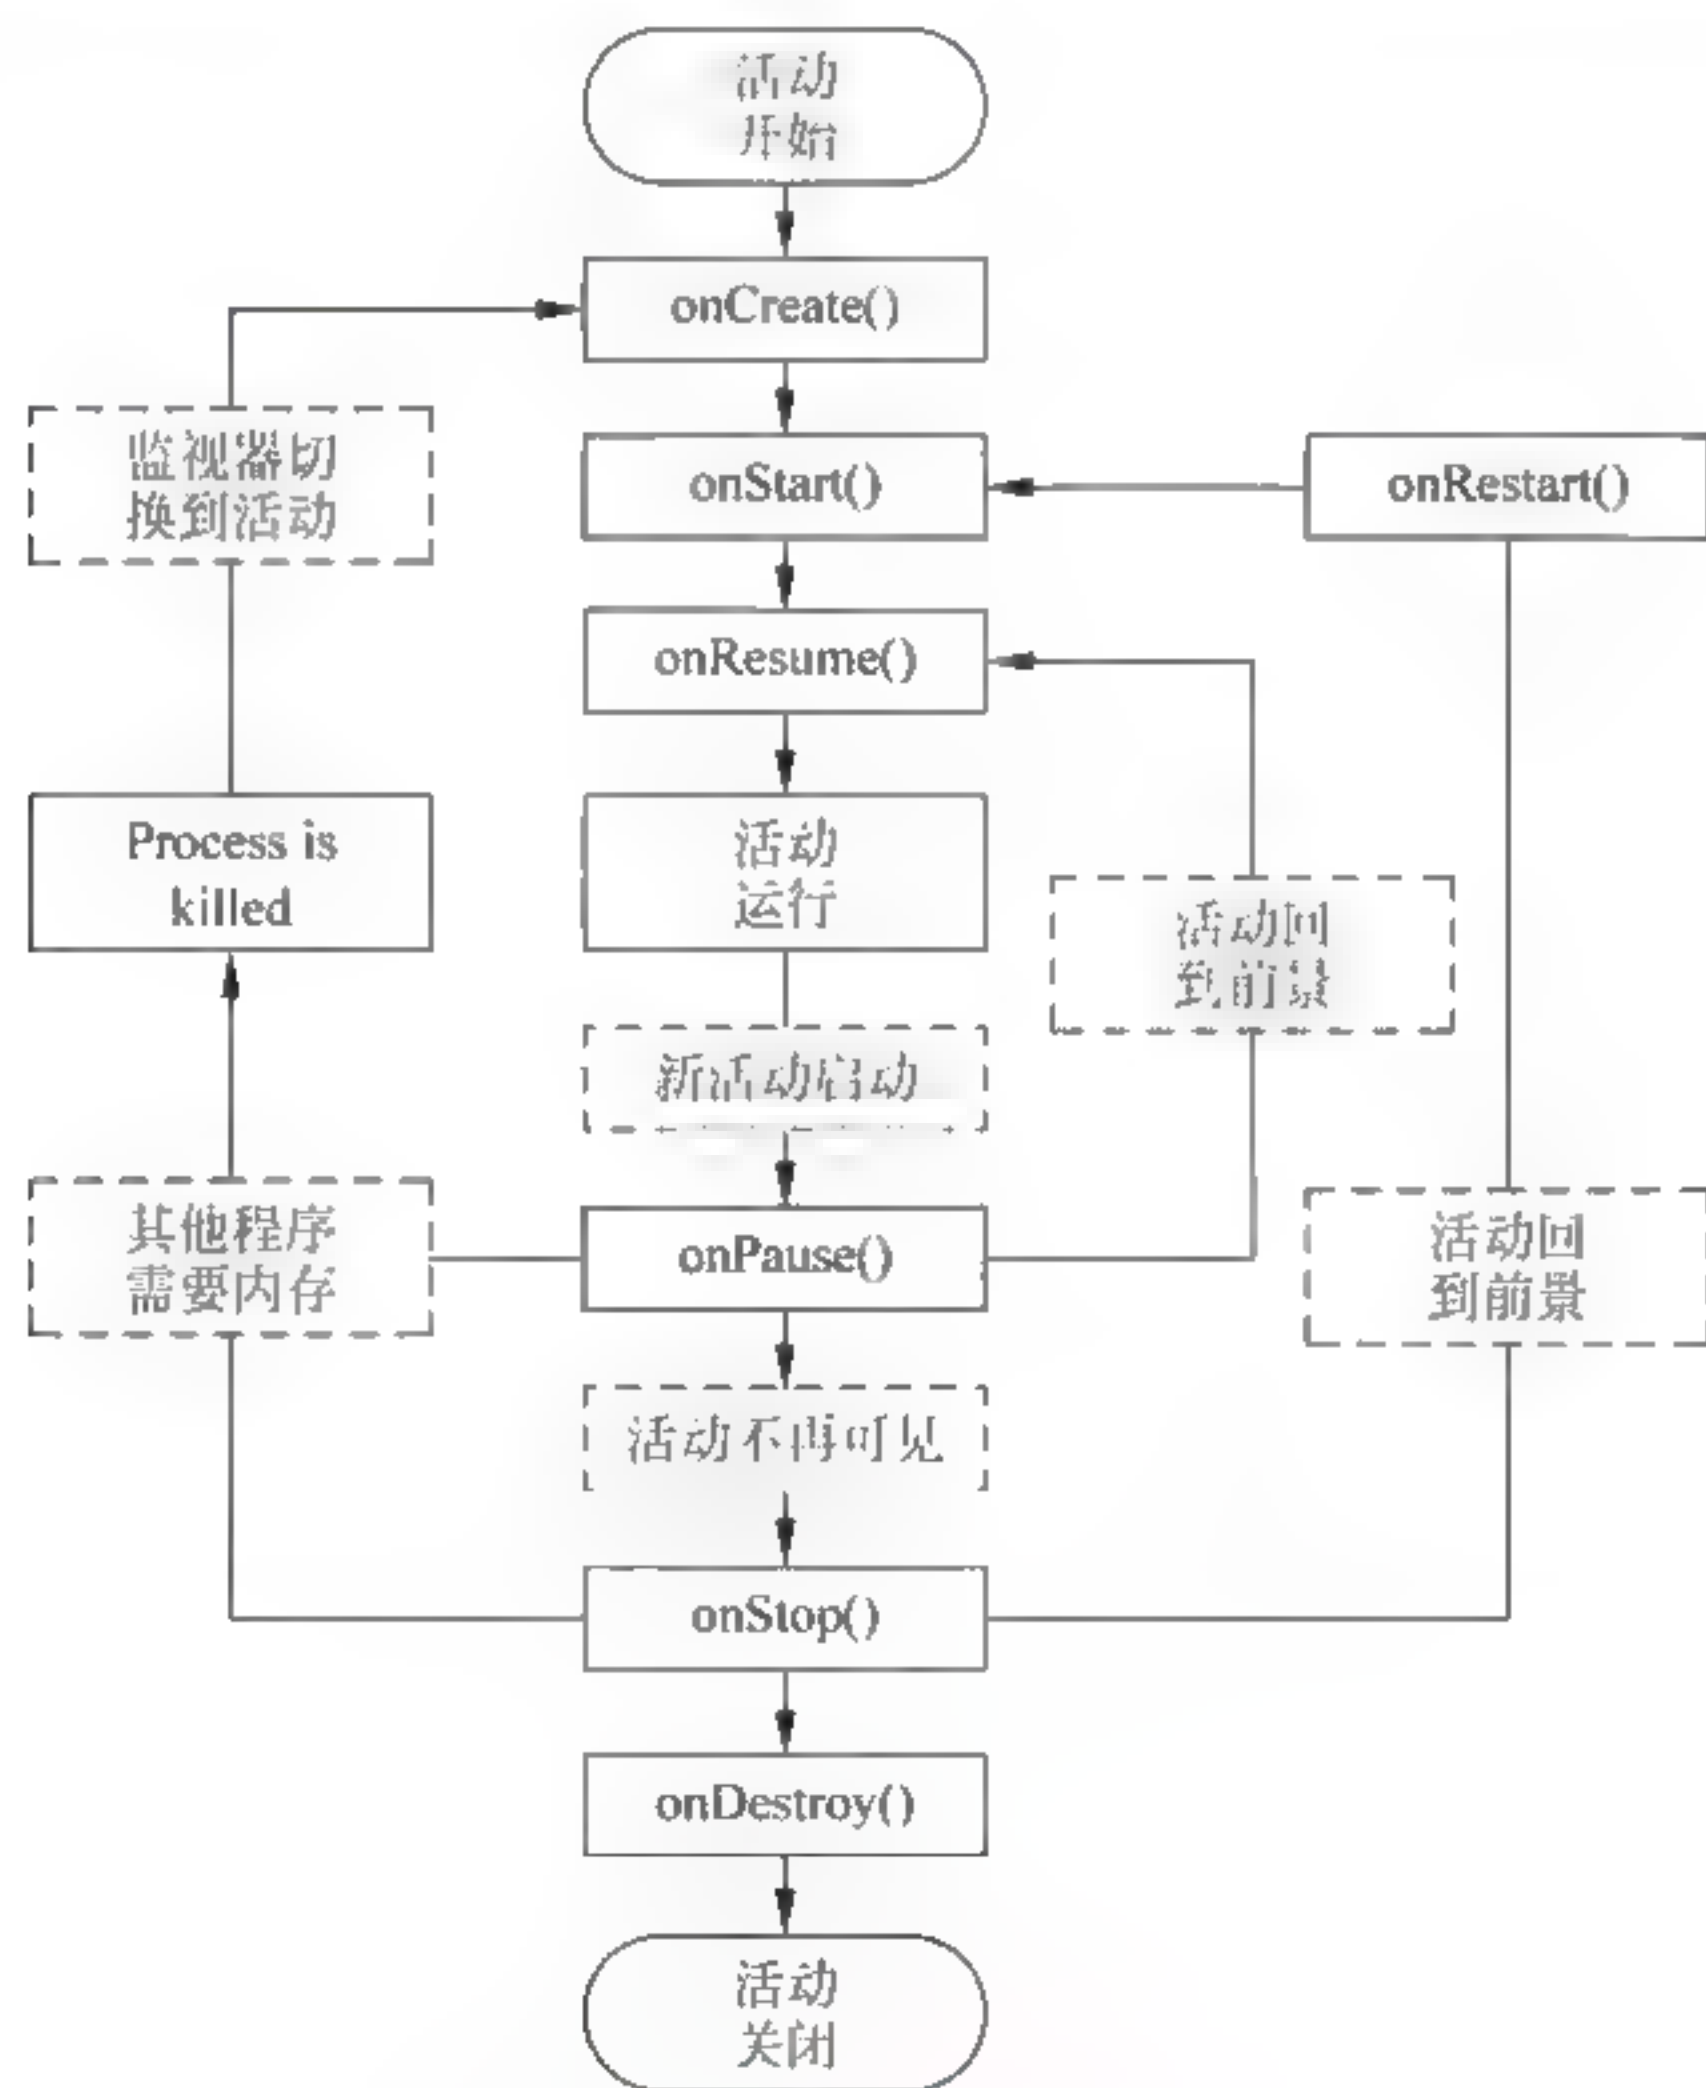 活动
开始
onCreate()
监视器切
换到活动
onStart()
onRestart()
onResume()
Process is
killed
活动
运行
活动回
到前景
新活动启动
其他程序
需要内存
onPause()
活动回
到前景
活动不再可见
onStop()
onDestroy()
活动
关闭